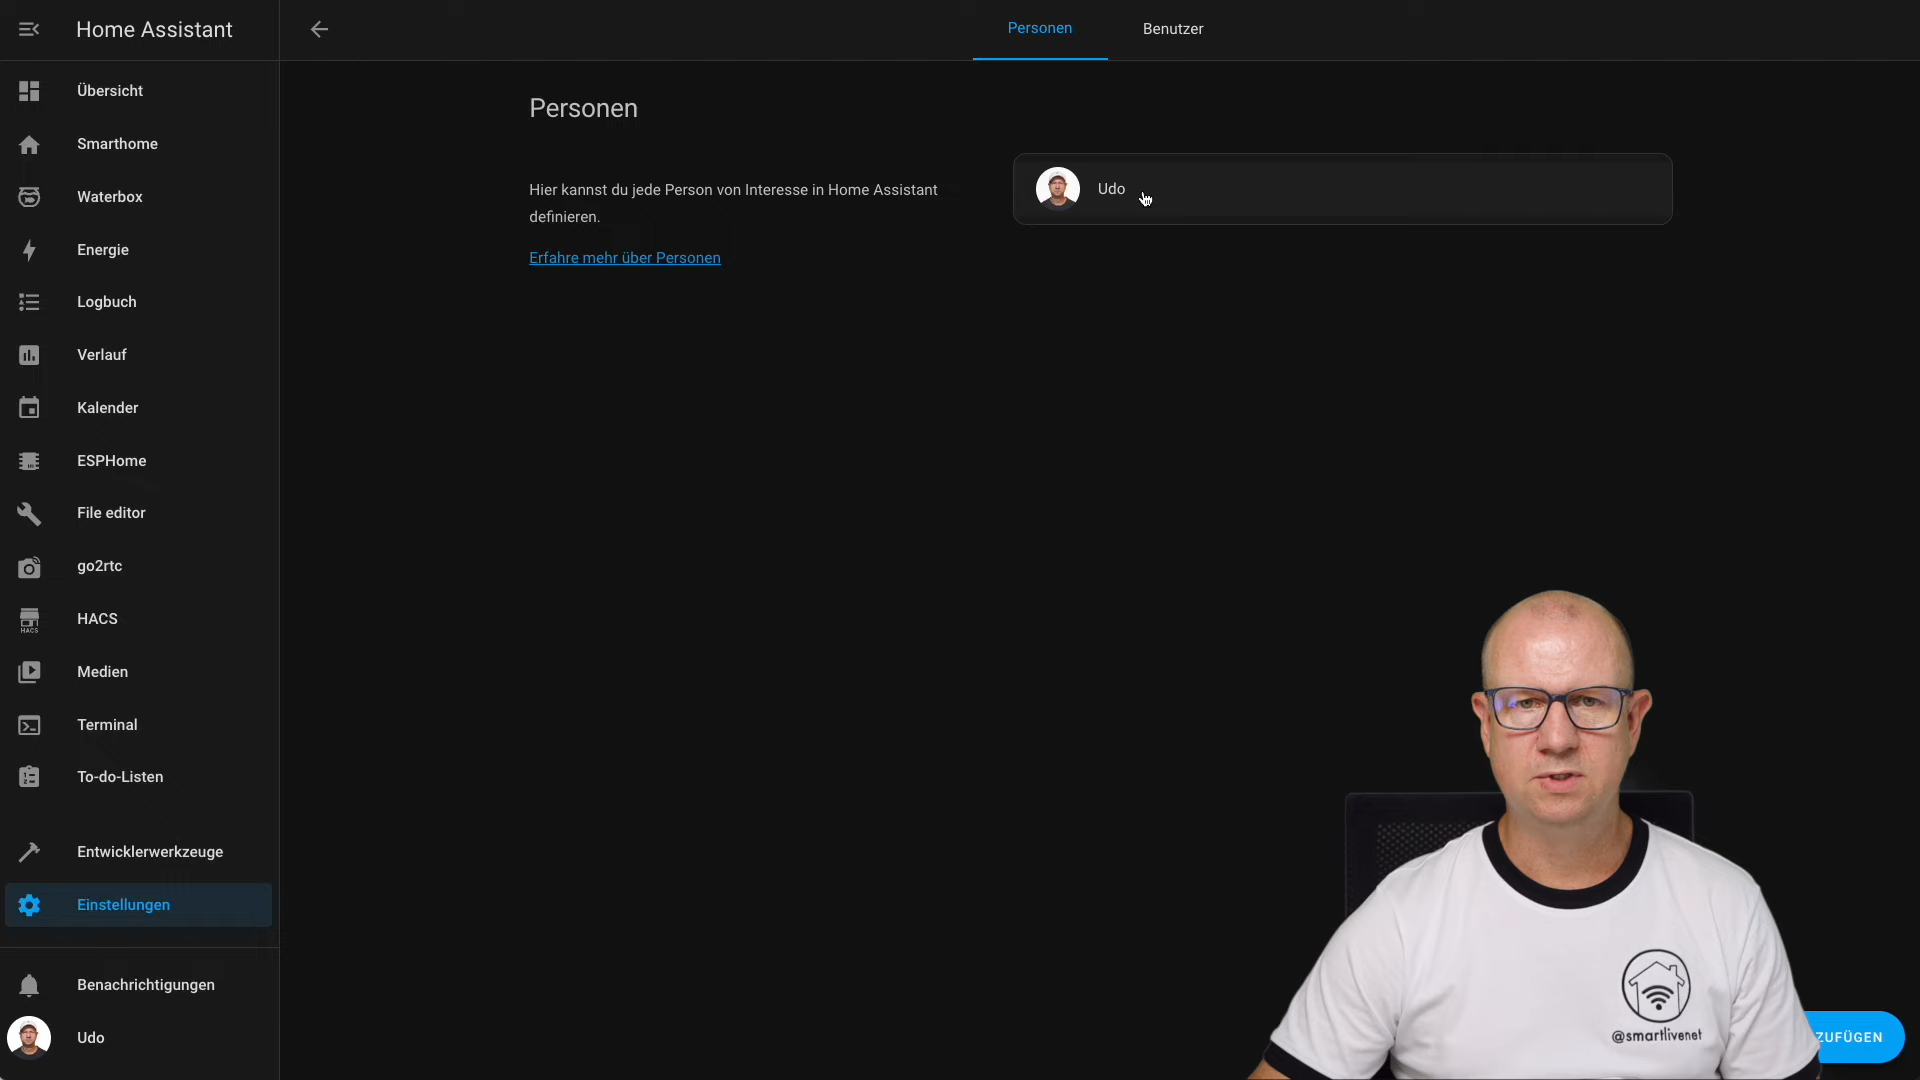 Home Assistant
Personen
Benutzer
Übersicht
Smarthome
Waterbox
Energie
Logbuch
Verlauf
Kalender
ESPHome
File editor
go2rtc
HACS
HACS
Medien
Terminal
To-do-Listen
Entwicklerwerkzeuge
Einstellungen
Benachrichtigungen
Udo
Personen
Hier kannst du jede Person von Interesse in Home Assistant
definieren.
Erfahre mehr über Personen
Udo
@smartlivenet
ZUFÜGEN